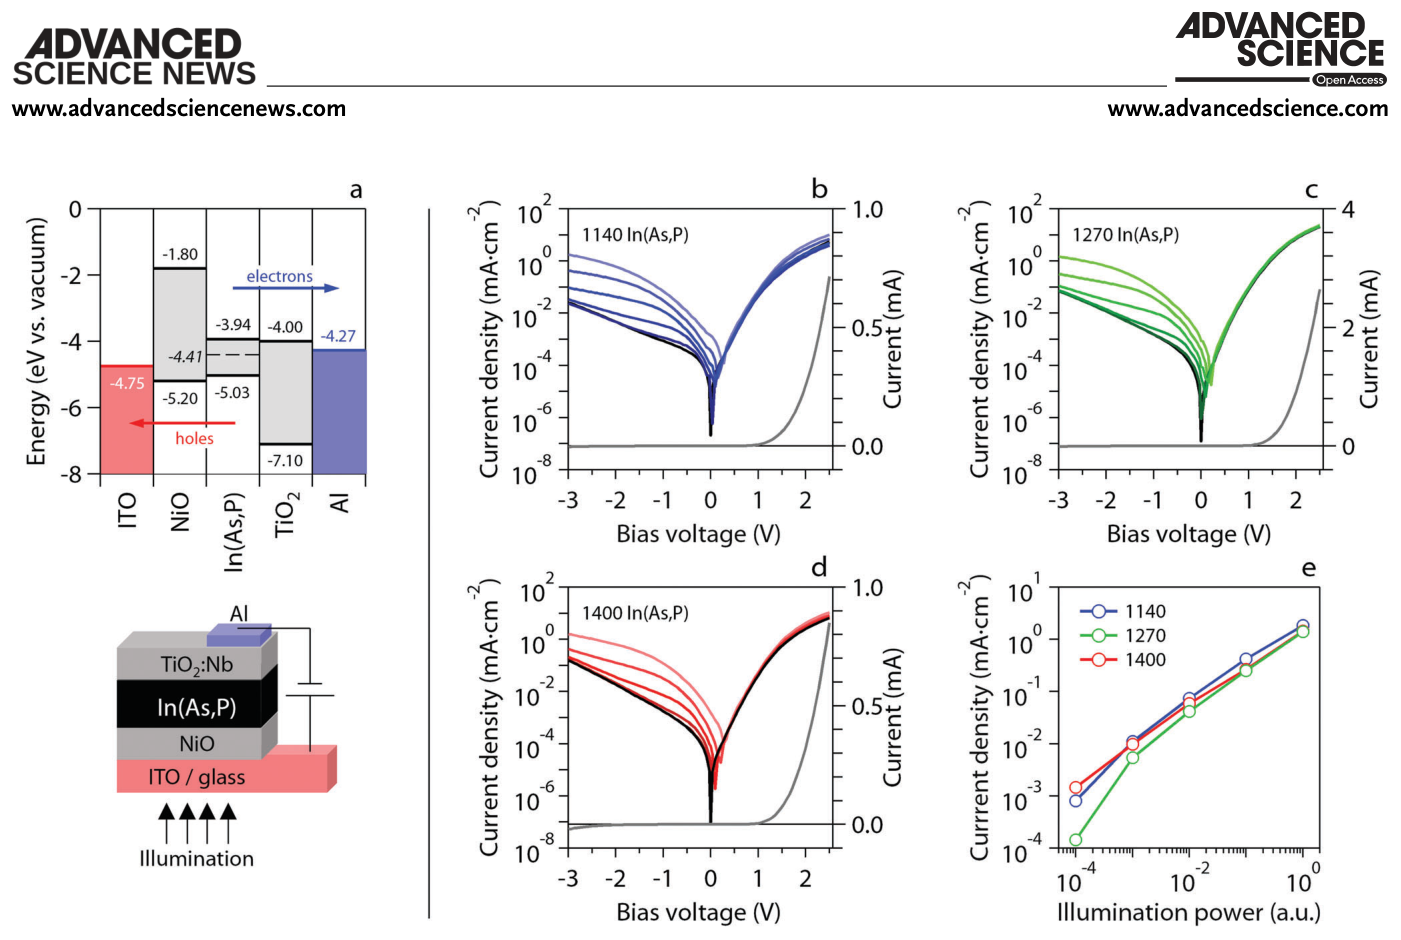 ADVANCED
SCIENCE NEWS
www.advancedsciencenews.com
ADVANCED
SCIENCE
Open Access
www.advancedscience.com
a
Energy (eV vs. vacuum)
0
-2
-4
-6
-8
-1.80
electrons
-3.94
-4.00
-4.27
-4.41
-4.75
-5.20
-5.03
holes
-7.10
ITO
NiO
In(As,P)
TiO2
Al
Al
TiO2:Nb
In(As,P)
NiO
ITO / glass
Illumination
b
1140 In(As,P)
Current density (mA·cm-2)
10^2
10^0
10^-2
10^-4
10^-6
10^-8
1.0
0.5
0.0
Current (mA)
-3 -2 -1 0 1 2
Bias voltage (V)
c
1270 In(As,P)
Current density (mA·cm-2)
10^2
10^0
10^-2
10^-4
10^-6
10^-8
4
2
0
Current (mA)
-3 -2 -1 0 1 2
Bias voltage (V)
d
1400 In(As,P)
Current density (mA·cm-2)
10^2
10^0
10^-2
10^-4
10^-6
10^-8
1.0
0.5
0.0
Current (mA)
-3 -2 -1 0 1 2
Bias voltage (V)
e
1140
1270
1400
Currrent density (mA·cm-2)
10^1
10^0
10^-1
10^-2
10^-3
10^-4
10^-4 10^-2 10^0
Illumination power (a.u.)